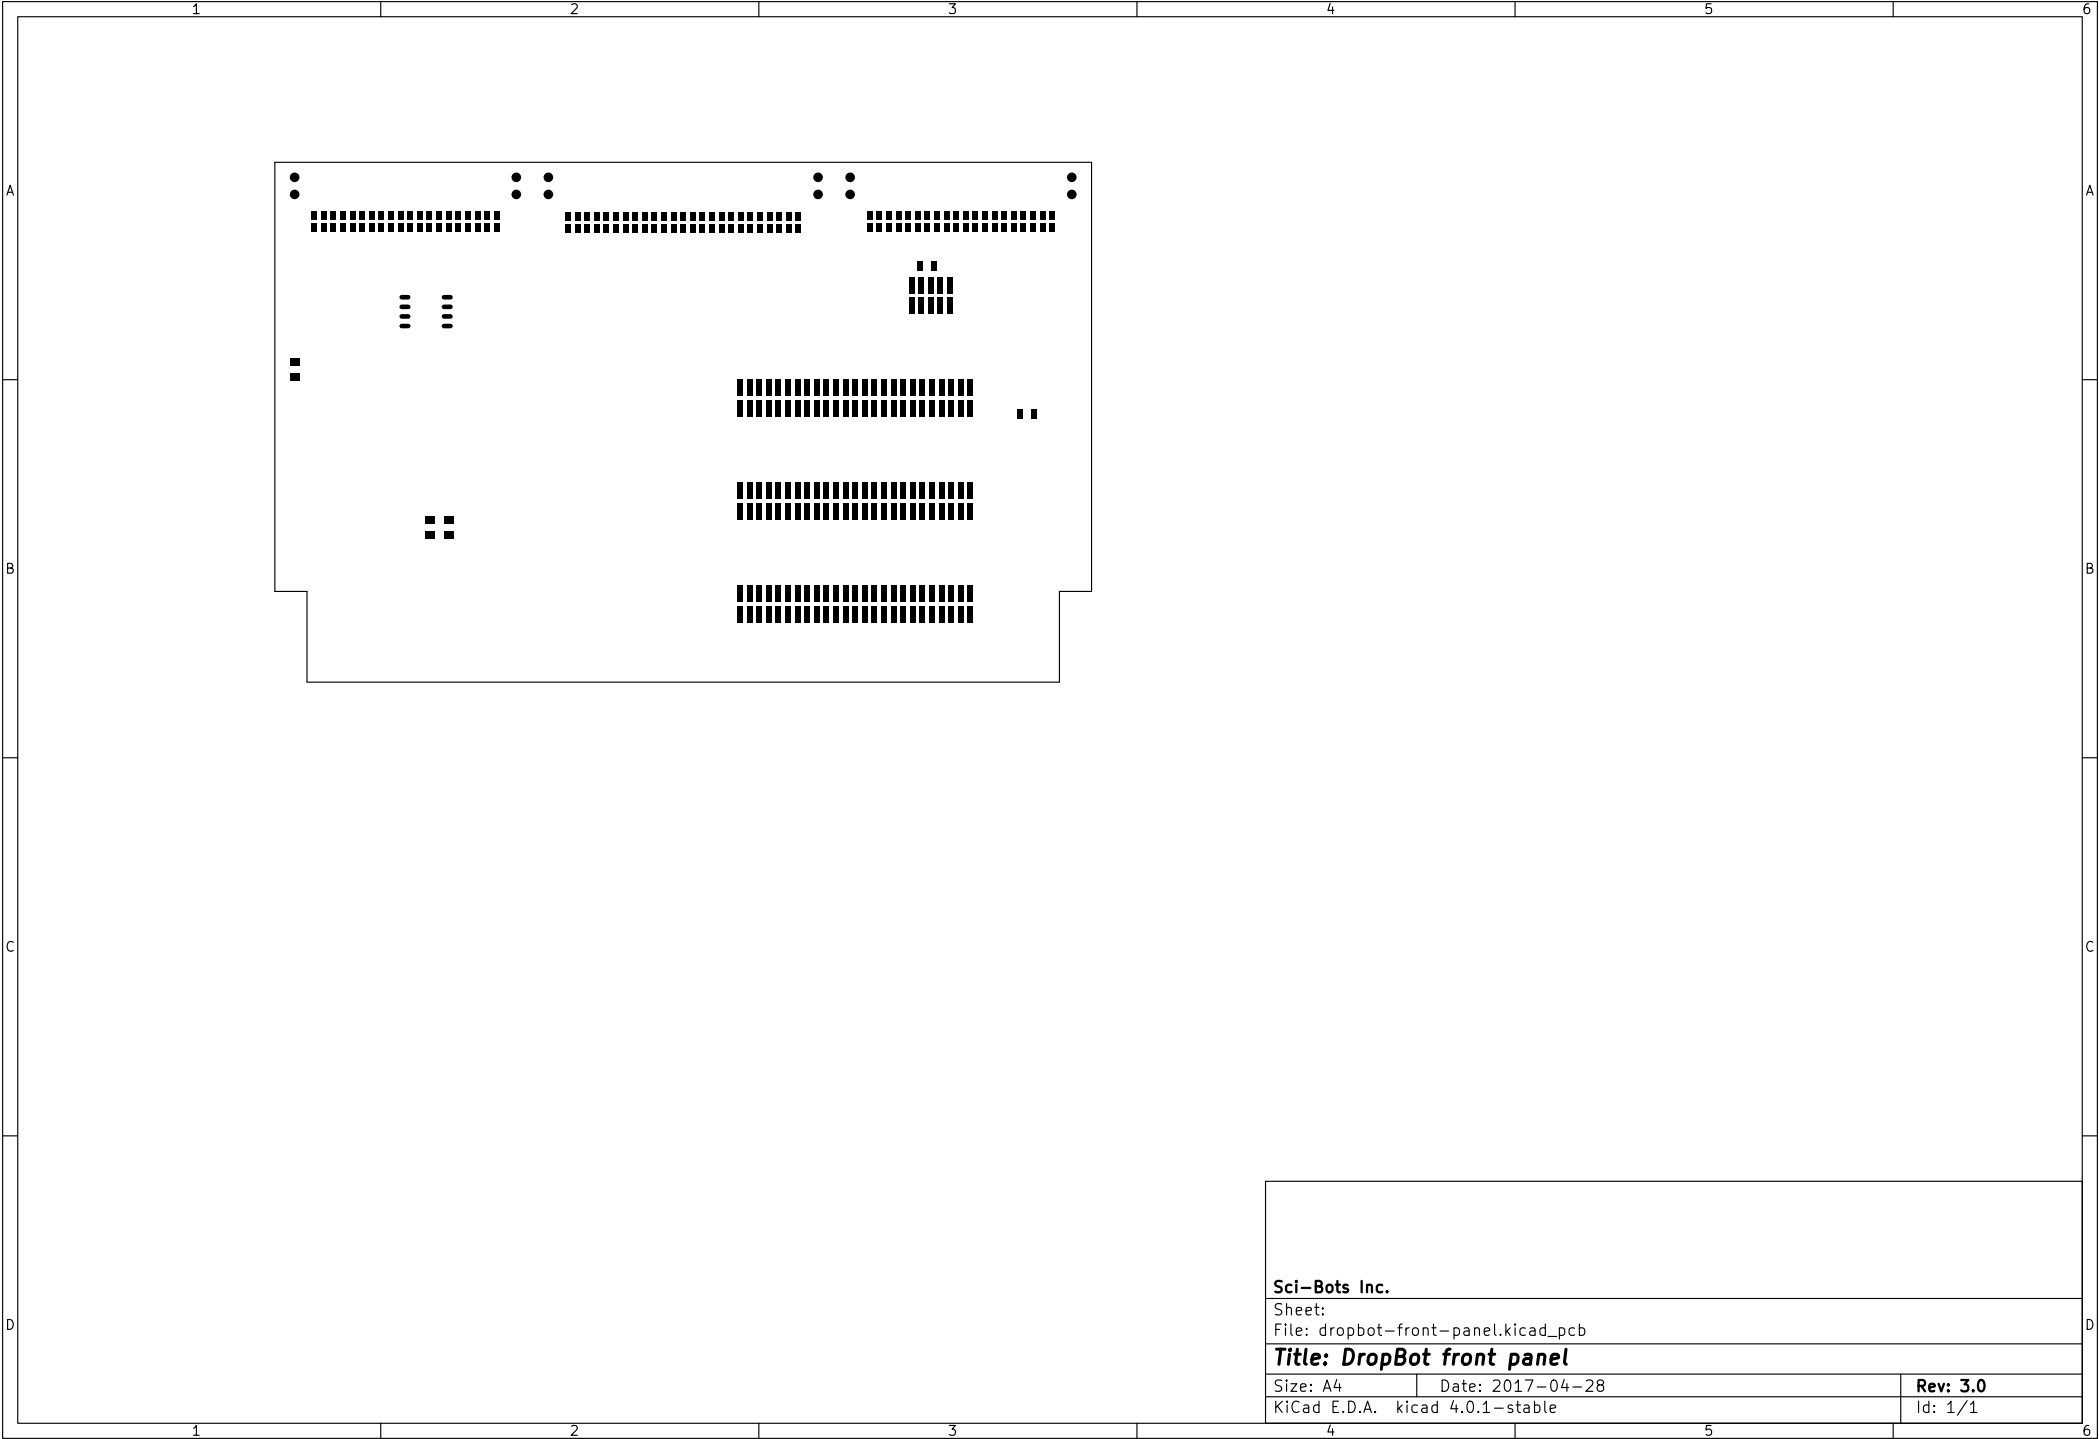 1 2 3 4 5 6
A A
B B
C C
D D
Sci-Bots Inc.
Sheet:
File: dropbot-front-panel.kicad_pcb
Title: DropBot front panel
Size: A4 Date: 2017-04-28 Rev: 3.0
KiCad E.D.A. kicad 4.0.1-stable Id: 1/1
1 2 3 4 5 6